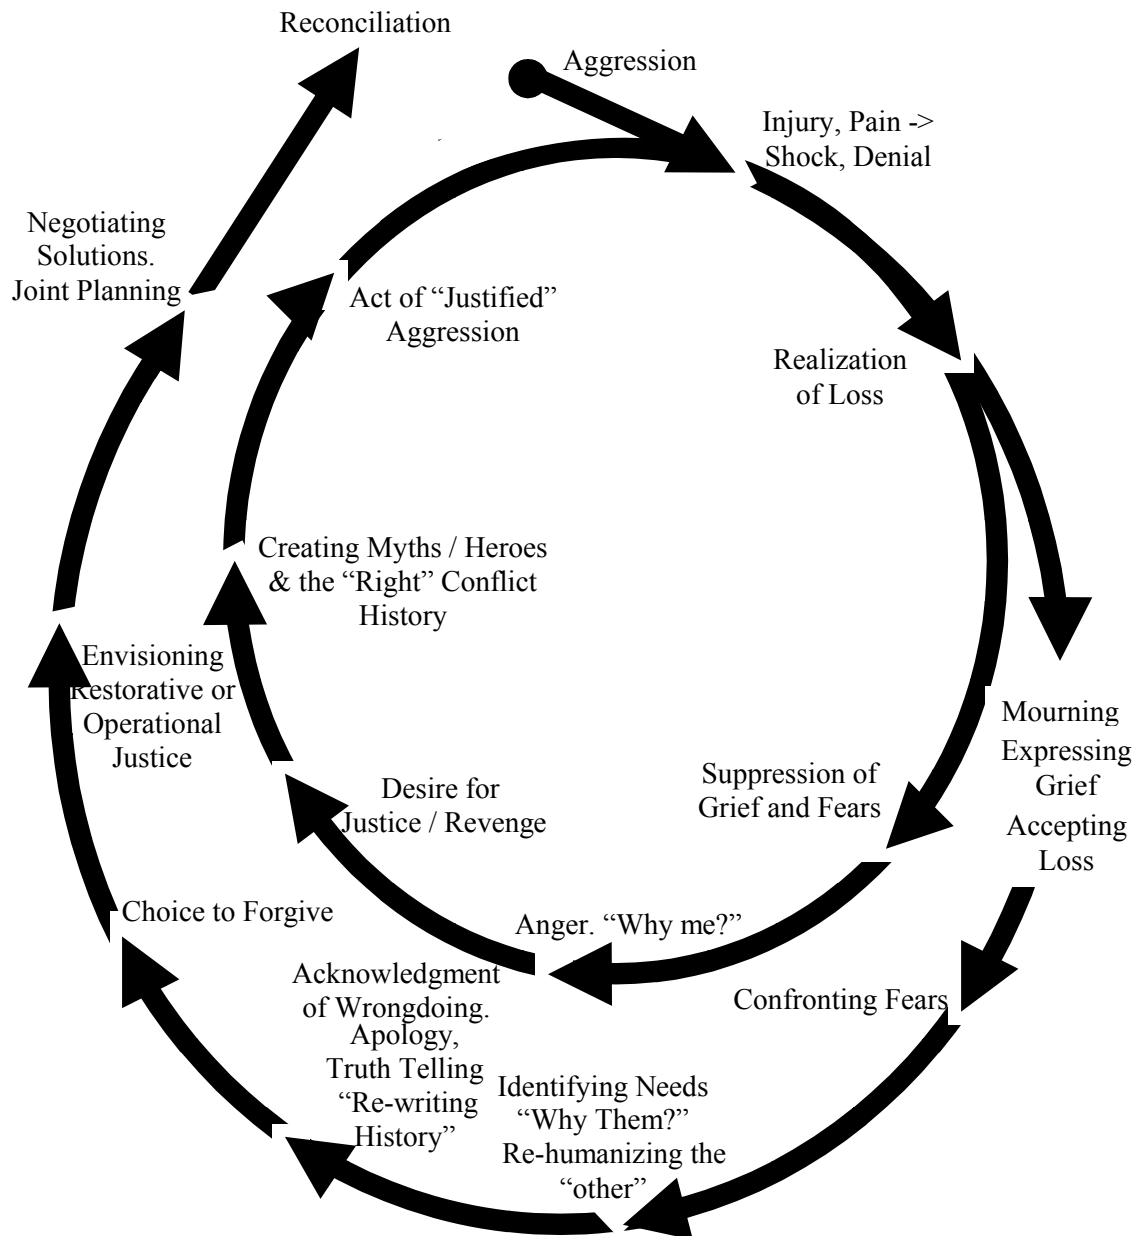 Reconciliation
Aggression
Injury, Pain ->
Shock, Denial
Negotiating
Solutions.
Joint Planning
Act of “Justified”
Aggression
Realization
of Loss
Creating Myths / Heroes
& the “Right” Conflict
History
Envisioning
Restorative or
Operational
Justice
Mourning
Expressing
Grief
Accepting
Loss
Suppression of
Grief and Fears
Desire for
Justice / Revenge
Choice to Forgive
Anger. “Why me?”
Acknowledgment
of Wrongdoing.
Apology,
Truth Telling
“Re-writing
History”
Confronting Fears
Identifying Needs
“Why Them?”
Re-humanizing the
“other”